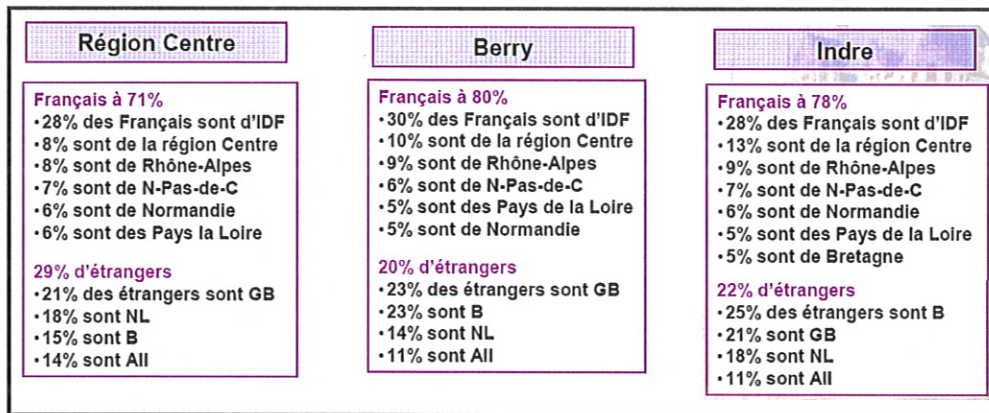 Région Centre
Français à 71%
•28% des Français sont d'IDF
•8% sont de la région Centre
•8% sont de Rhône-Alpes
•7% sont de N-Pas-de-C
•6% sont de Normandie
•6% sont des Pays la Loire
29% d'étrangers
•21% des étrangers sont GB
•18% sont NL
•15% sont B
•14% sont All
Berry
Français à 80%
•30% des Français sont d'IDF
•10% sont de la région Centre
•9% sont de Rhône-Alpes
•6% sont de N-Pas-de-C
•5% sont des Pays de la Loire
•5% sont de Normandie
20% d'étrangers
•23% des étrangers sont GB
•23% sont B
•14% sont NL
•11% sont All
Indre
Français à 78%
•28% des Français sont d'IDF
•13% sont de la région Centre
•9% sont de Rhône-Alpes
•7% sont de N-Pas-de-C
•6% sont de Normandie
•5% sont des Pays de la Loire
•5% sont de Bretagne
22% d'étrangers
•25% des étrangers sont B
•21% sont GB
•18% sont NL
•11% sont All